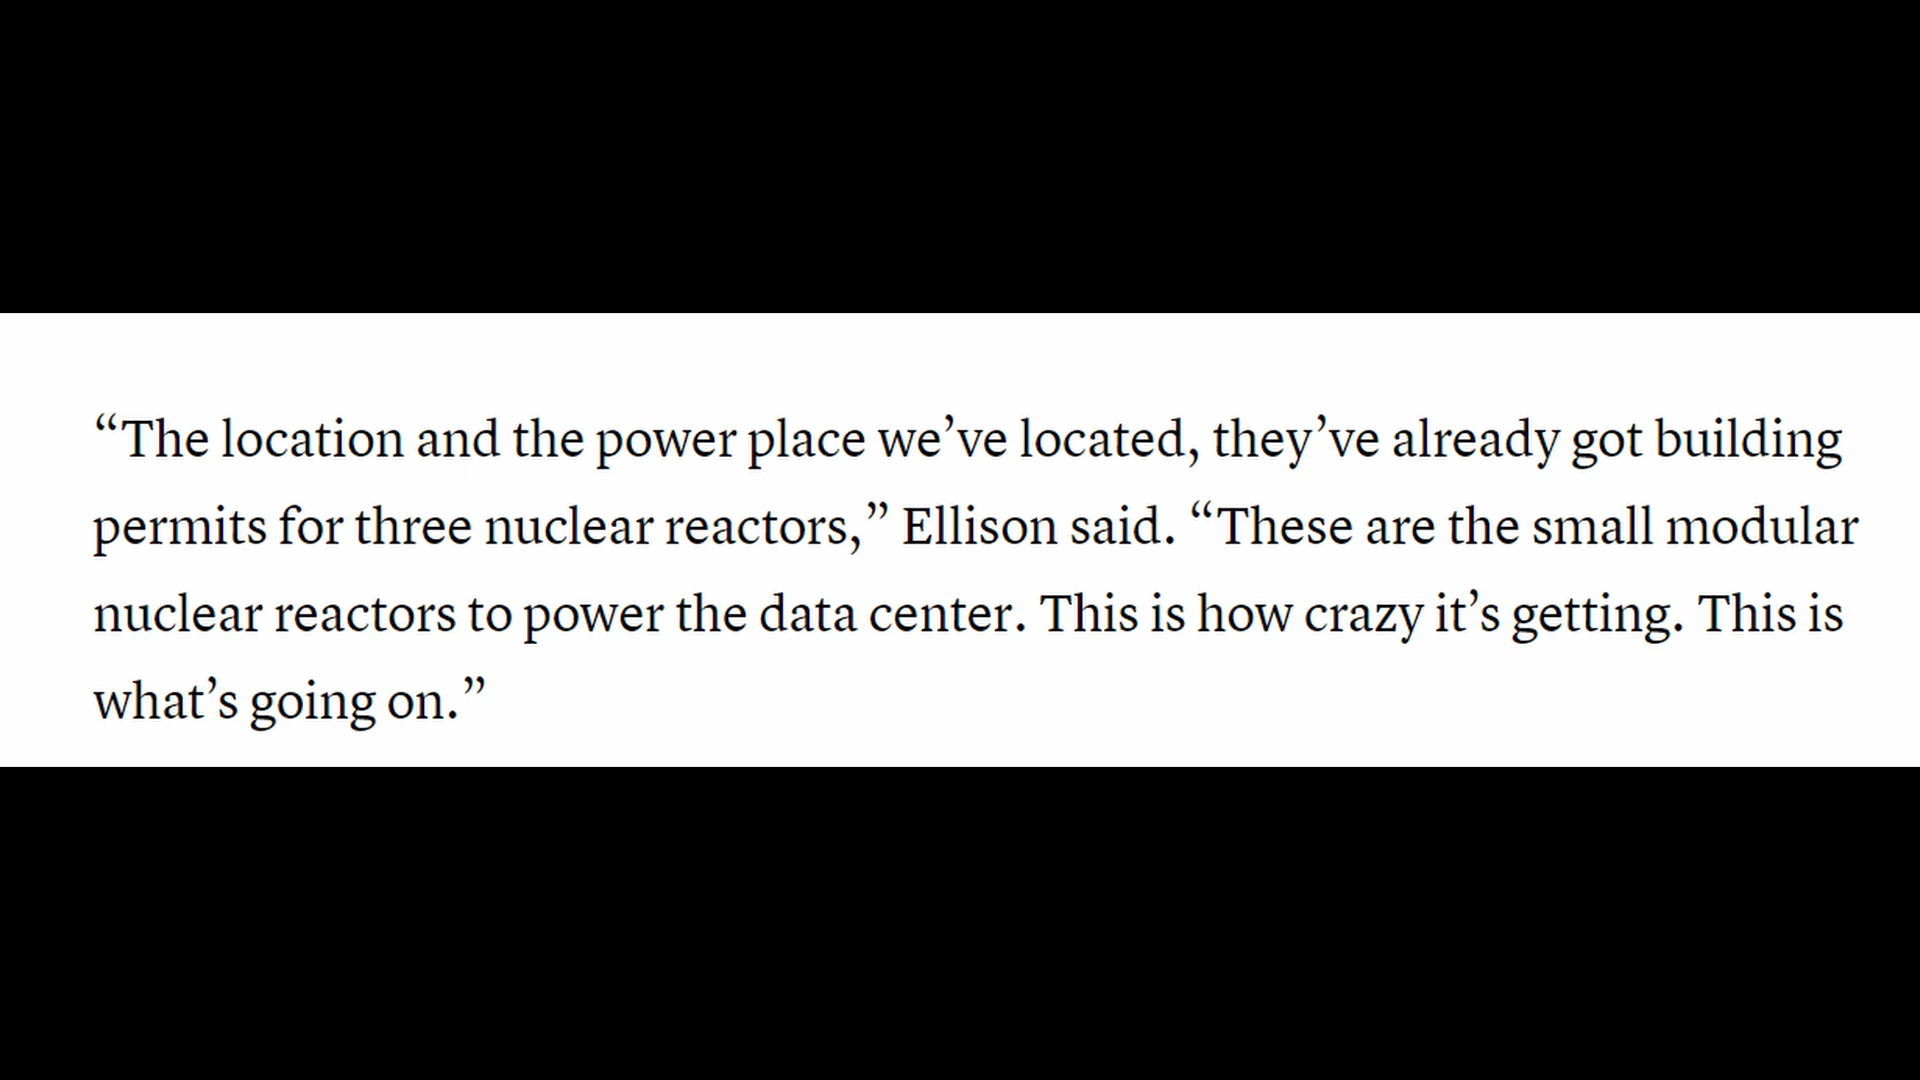 “The location and the power place we’ve located, they’ve already got building
permits for three nuclear reactors,” Ellison said. “These are the small modular
nuclear reactors to power the data center. This is how crazy it’s getting. This is
what’s going on.”